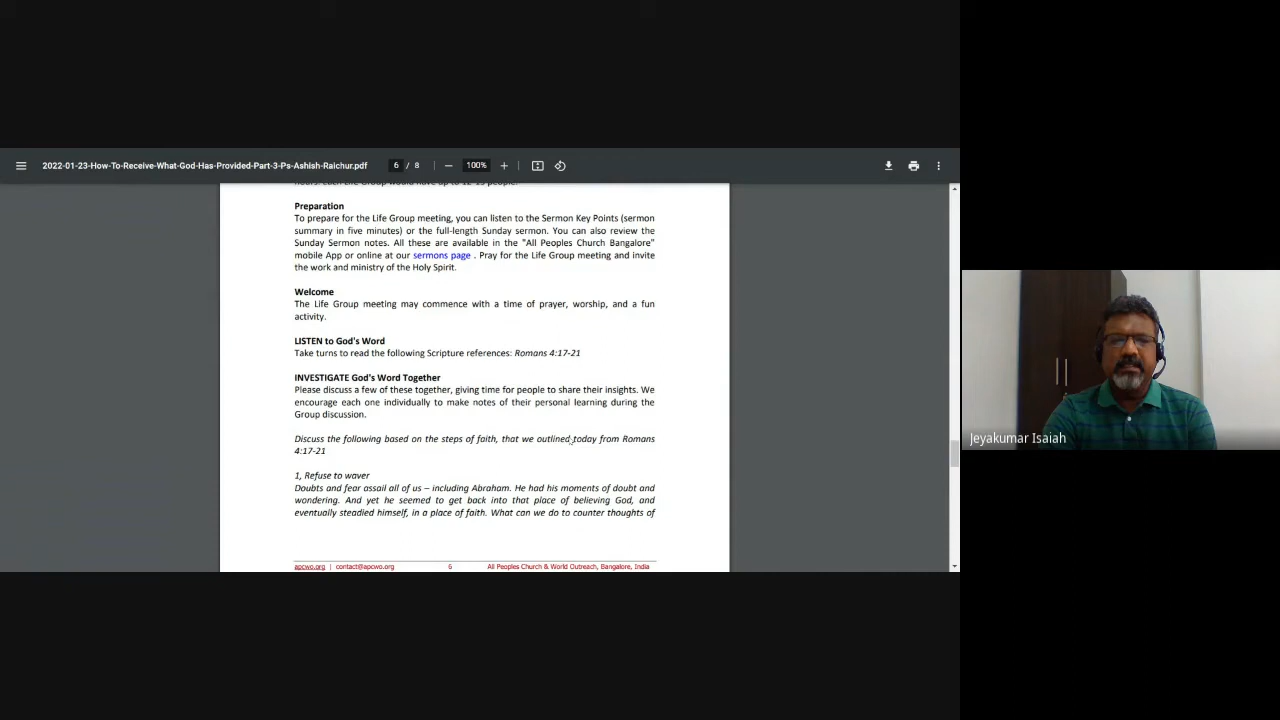 2022-01-23-How-To-Receive-What-God-Has-Provided-Part-3-Ps-Ashish-Raichur.pdf
6 / 8
100%
hours. Each Life Group would have up to 12-15 people.
Preparation
To prepare for the Life Group meeting, you can listen to the Sermon Key Points (sermon
summary in five minutes) or the full-length Sunday sermon. You can also review the
Sunday Sermon notes. All these are available in the "All Peoples Church Bangalore"
mobile App or online at our sermons page . Pray for the Life Group meeting and invite
the work and ministry of the Holy Spirit.
Welcome
The Life Group meeting may commence with a time of prayer, worship, and a fun
activity.
LISTEN to God's Word
Take turns to read the following Scripture references: Romans 4:17-21
INVESTIGATE God's Word Together
Please discuss a few of these together, giving time for people to share their insights. We
encourage each one individually to make notes of their personal learning during the
Group discussion.
Discuss the following based on the steps of faith, that we outlined today from Romans
4:17-21
1, Refuse to waver
Doubts and fear assail all of us – including Abraham. He had his moments of doubt and
wondering. And yet he seemed to get back into that place of believing God, and
eventually steadied himself, in a place of faith. What can we do to counter thoughts of
apcwo.org | contact@apcwo.org 6 All Peoples Church & World Outreach, Bangalore, India
Jeyakumar Isaiah